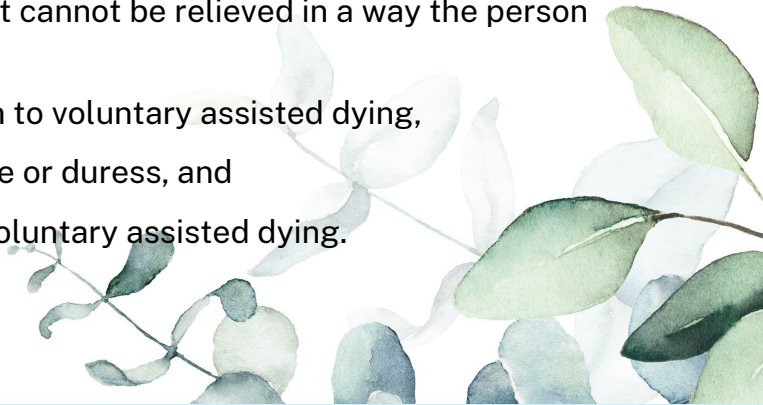 t cannot be relieved in a way the person
n to voluntary assisted dying,
e or duress, and
oluntary assisted dying.